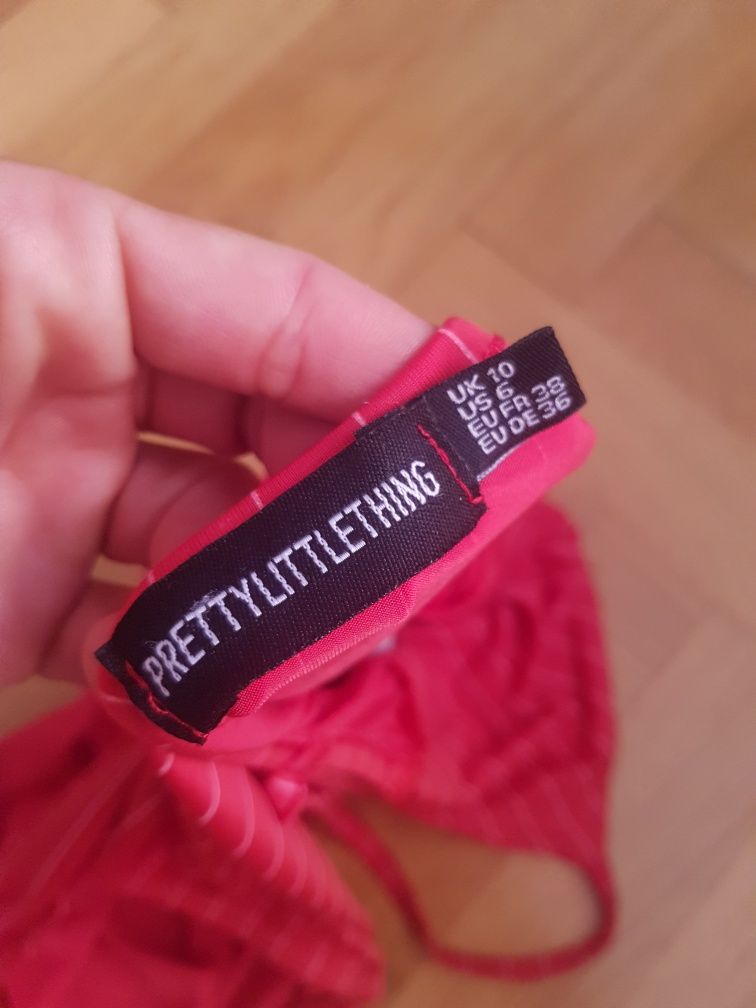 PRETTYLITTLETHING
UK 10
US 6
EU FR 38
EU DE 36